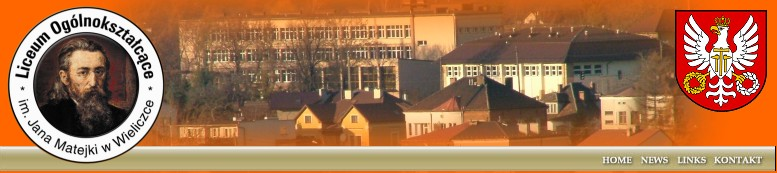 Liceum Ogólnokształcące
im. Jana Matejki w Wieliczce
HOME NEWS LINKS KONTAKT